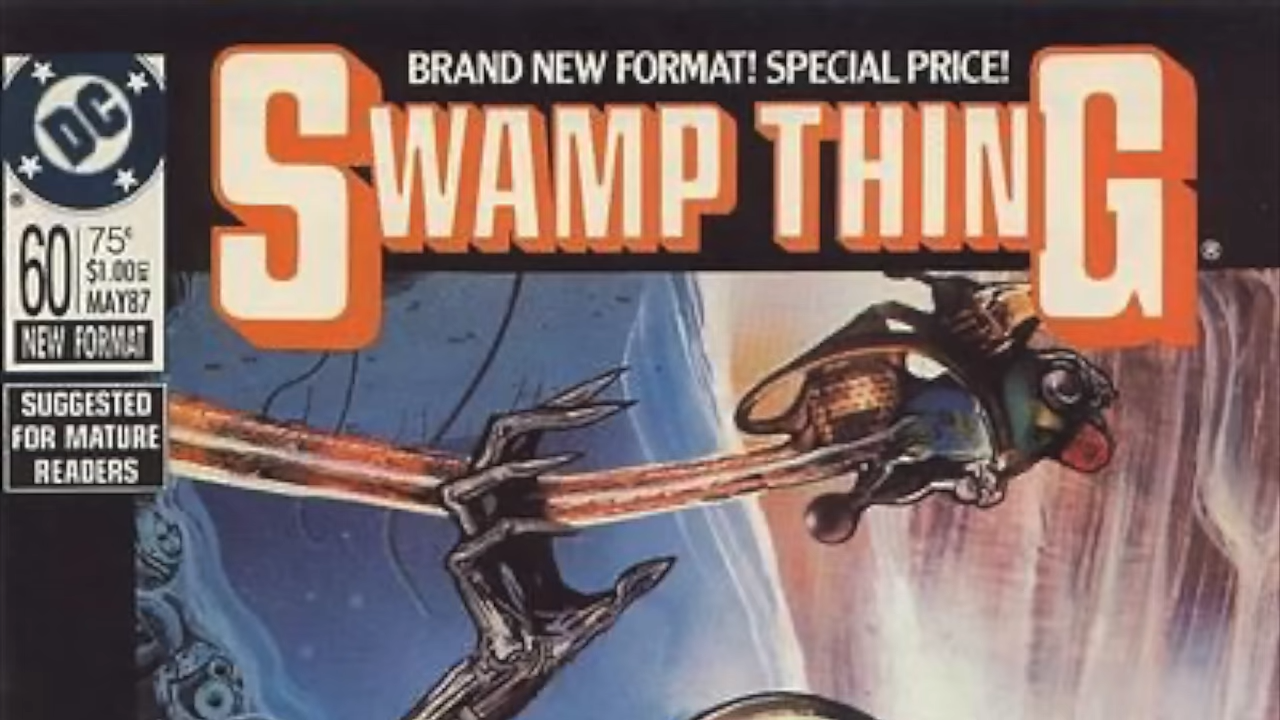 BRAND NEW FORMAT! SPECIAL PRICE!
SWAMP THING
®
DC
®
60
75¢
$1.00
MAY87
NEW FORMAT
SUGGESTED
FOR MATURE
READERS